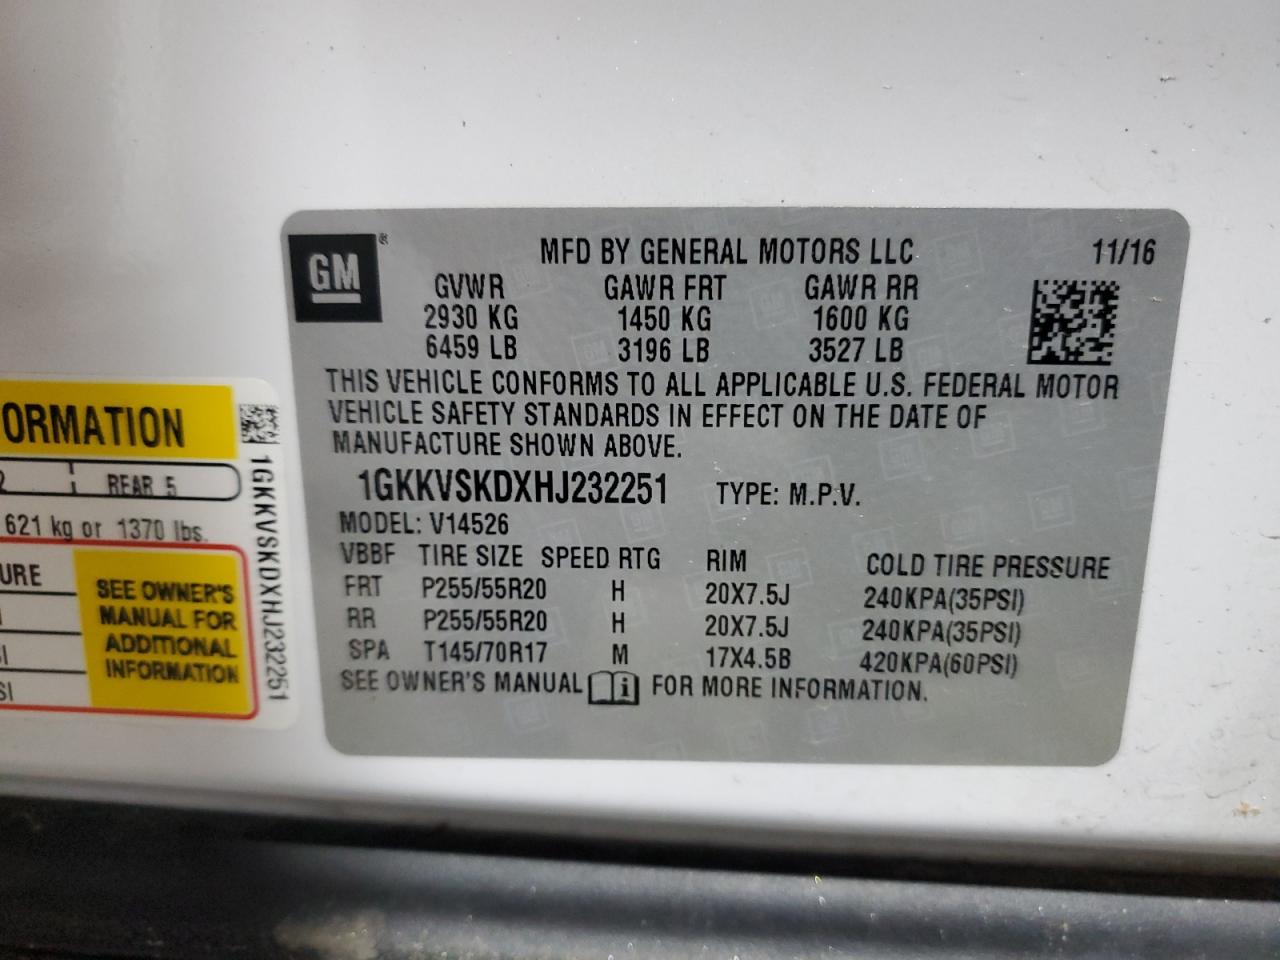 GM ®
MFD BY GENERAL MOTORS LLC 11/16
GVWR GAWR FRT GAWR RR
2930 KG 1450 KG 1600 KG
6459 LB 3196 LB 3527 LB
THIS VEHICLE CONFORMS TO ALL APPLICABLE U.S. FEDERAL MOTOR
VEHICLE SAFETY STANDARDS IN EFFECT ON THE DATE OF
MANUFACTURE SHOWN ABOVE.
1GKKVSKDXHJ232251 TYPE: M.P.V.
MODEL: V14526
VBBF TIRE SIZE SPEED RTG RIM COLD TIRE PRESSURE
FRT P255/55R20 H 20X7.5J 240KPA(35PSI)
RR P255/55R20 H 20X7.5J 240KPA(35PSI)
SPA T145/70R17 M 17X4.5B 420KPA(60PSI)
SEE OWNER'S MANUAL i FOR MORE INFORMATION.
ORMATION
2 REAR 5
621 kg or 1370 lbs.
URE
SEE OWNER'S
MANUAL FOR
ADDITIONAL
INFORMATION
SI
1GKKVSKDXHJ232251